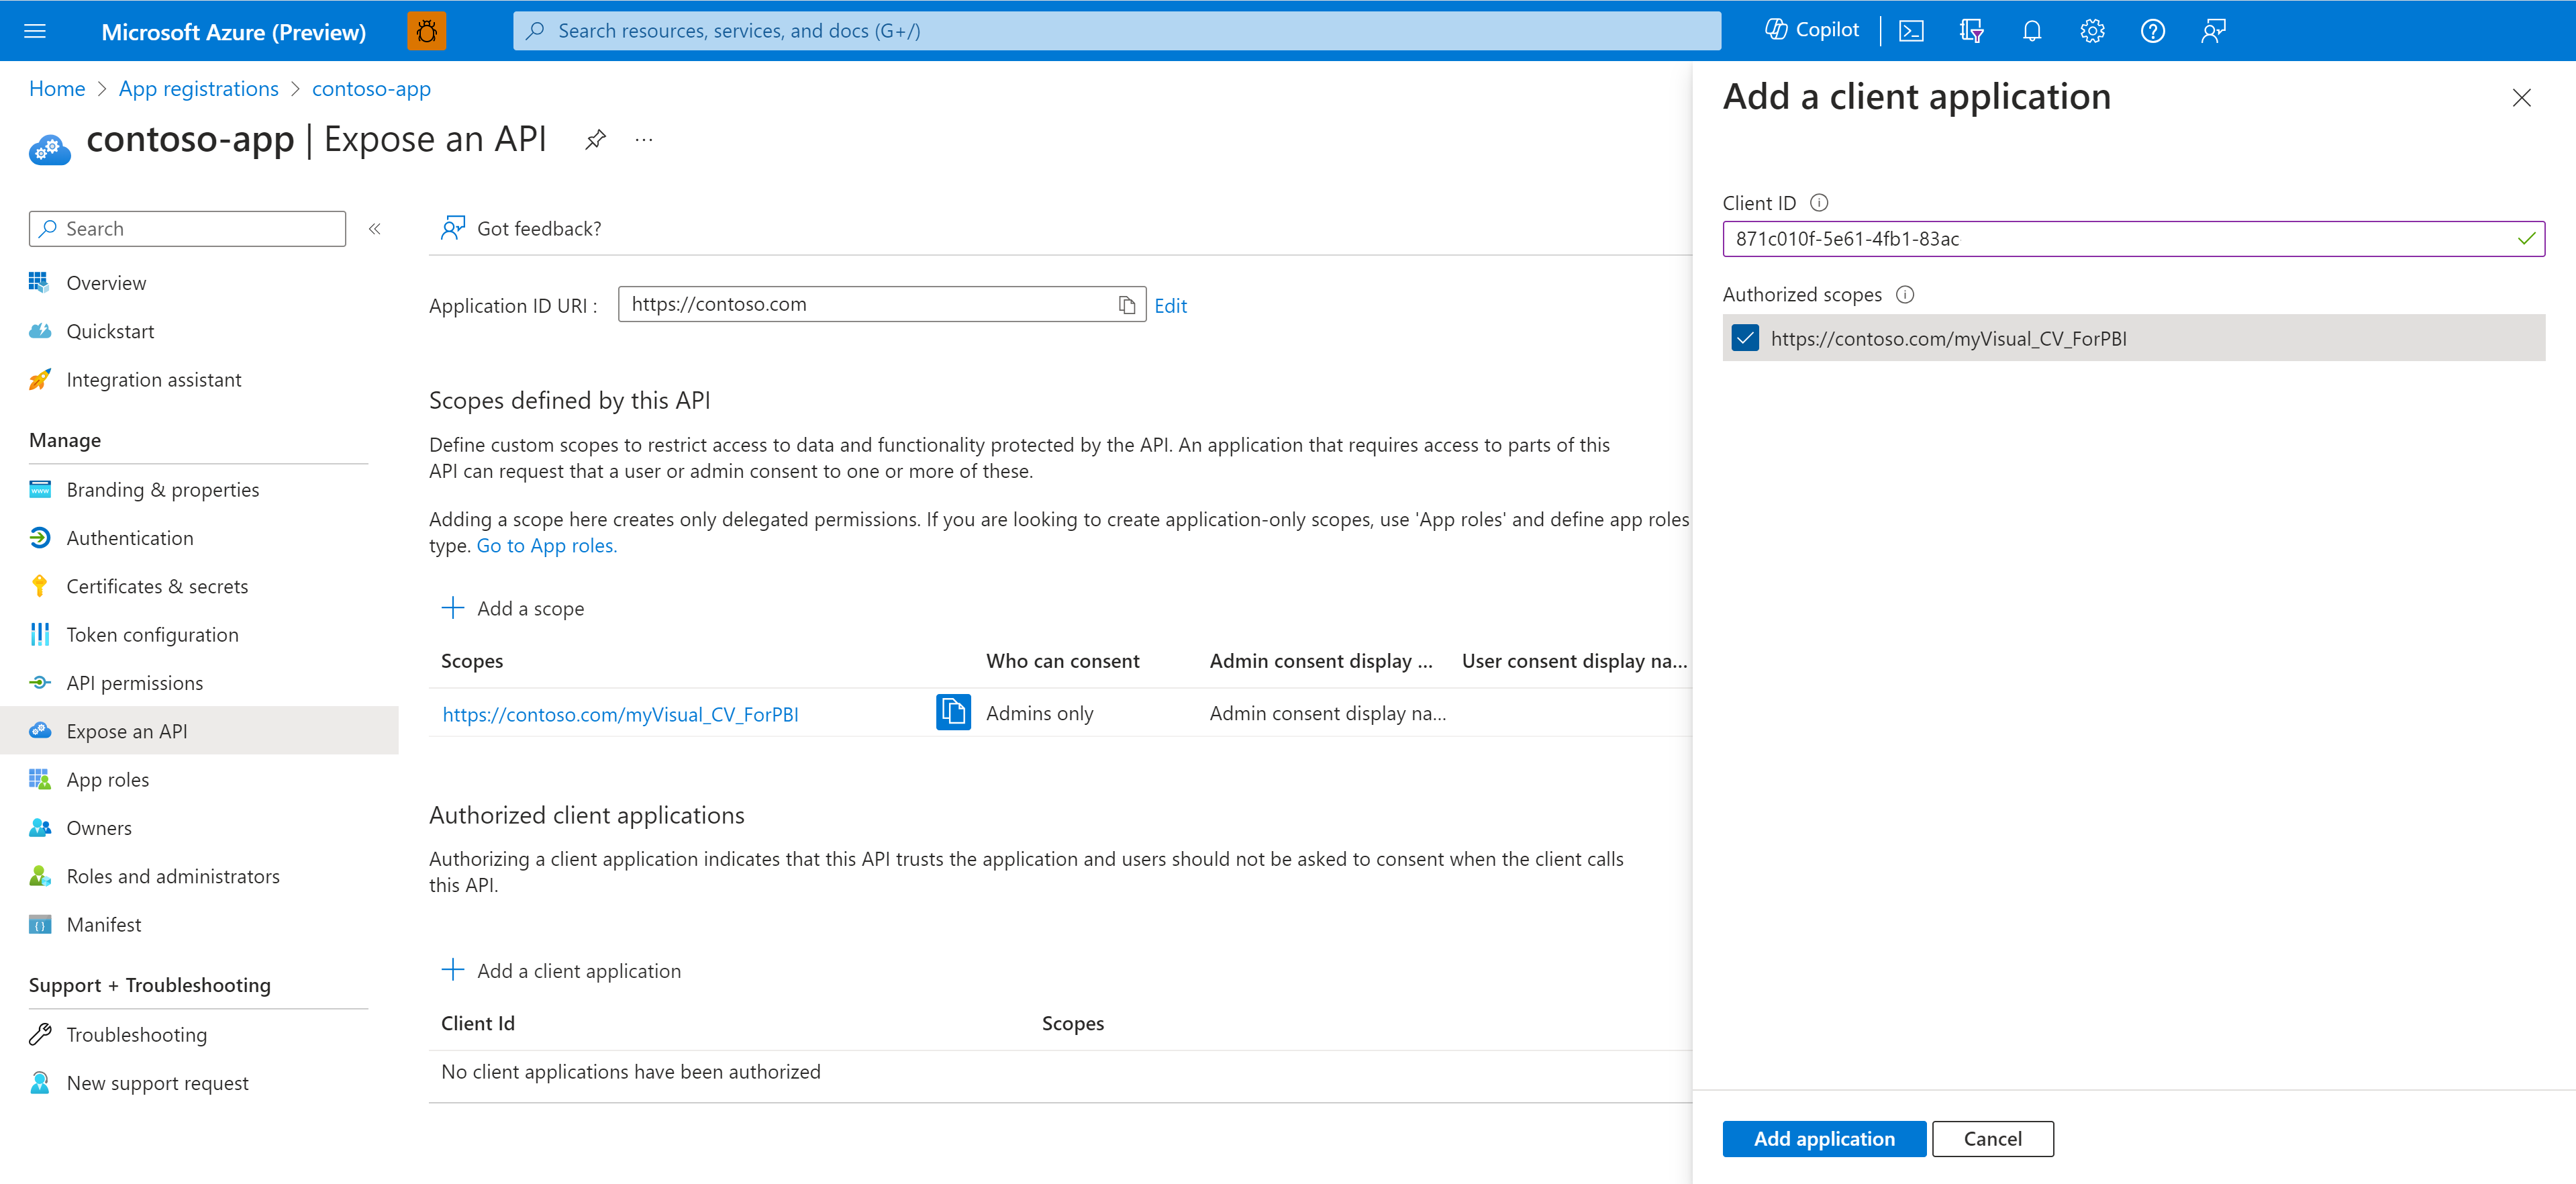 Microsoft Azure (Preview)
Search resources, services, and docs (G+/)
Copilot
Home > App registrations > contoso-app
contoso-app | Expose an API
...
Search
«
Overview
Quickstart
Integration assistant
Manage
Branding & properties
Authentication
Certificates & secrets
Token configuration
API permissions
Expose an API
App roles
Owners
Roles and administrators
Manifest
Support + Troubleshooting
Troubleshooting
New support request
Got feedback?
Application ID URI : https://contoso.com Edit
Scopes defined by this API
Define custom scopes to restrict access to data and functionality protected by the API. An application that requires access to parts of this
API can request that a user or admin consent to one or more of these.
Adding a scope here creates only delegated permissions. If you are looking to create application-only scopes, use 'App roles' and define app roles
type. Go to App roles.
Add a scope
Scopes Who can consent Admin consent display ... User consent display na...
https://contoso.com/myVisual_CV_ForPBI Admins only Admin consent display na...
Authorized client applications
Authorizing a client application indicates that this API trusts the application and users should not be asked to consent when the client calls
this API.
Add a client application
Client Id Scopes
No client applications have been authorized
Add a client application
Client ID
871c010f-5e61-4fb1-83ac
Authorized scopes
https://contoso.com/myVisual_CV_ForPBI
Add application Cancel